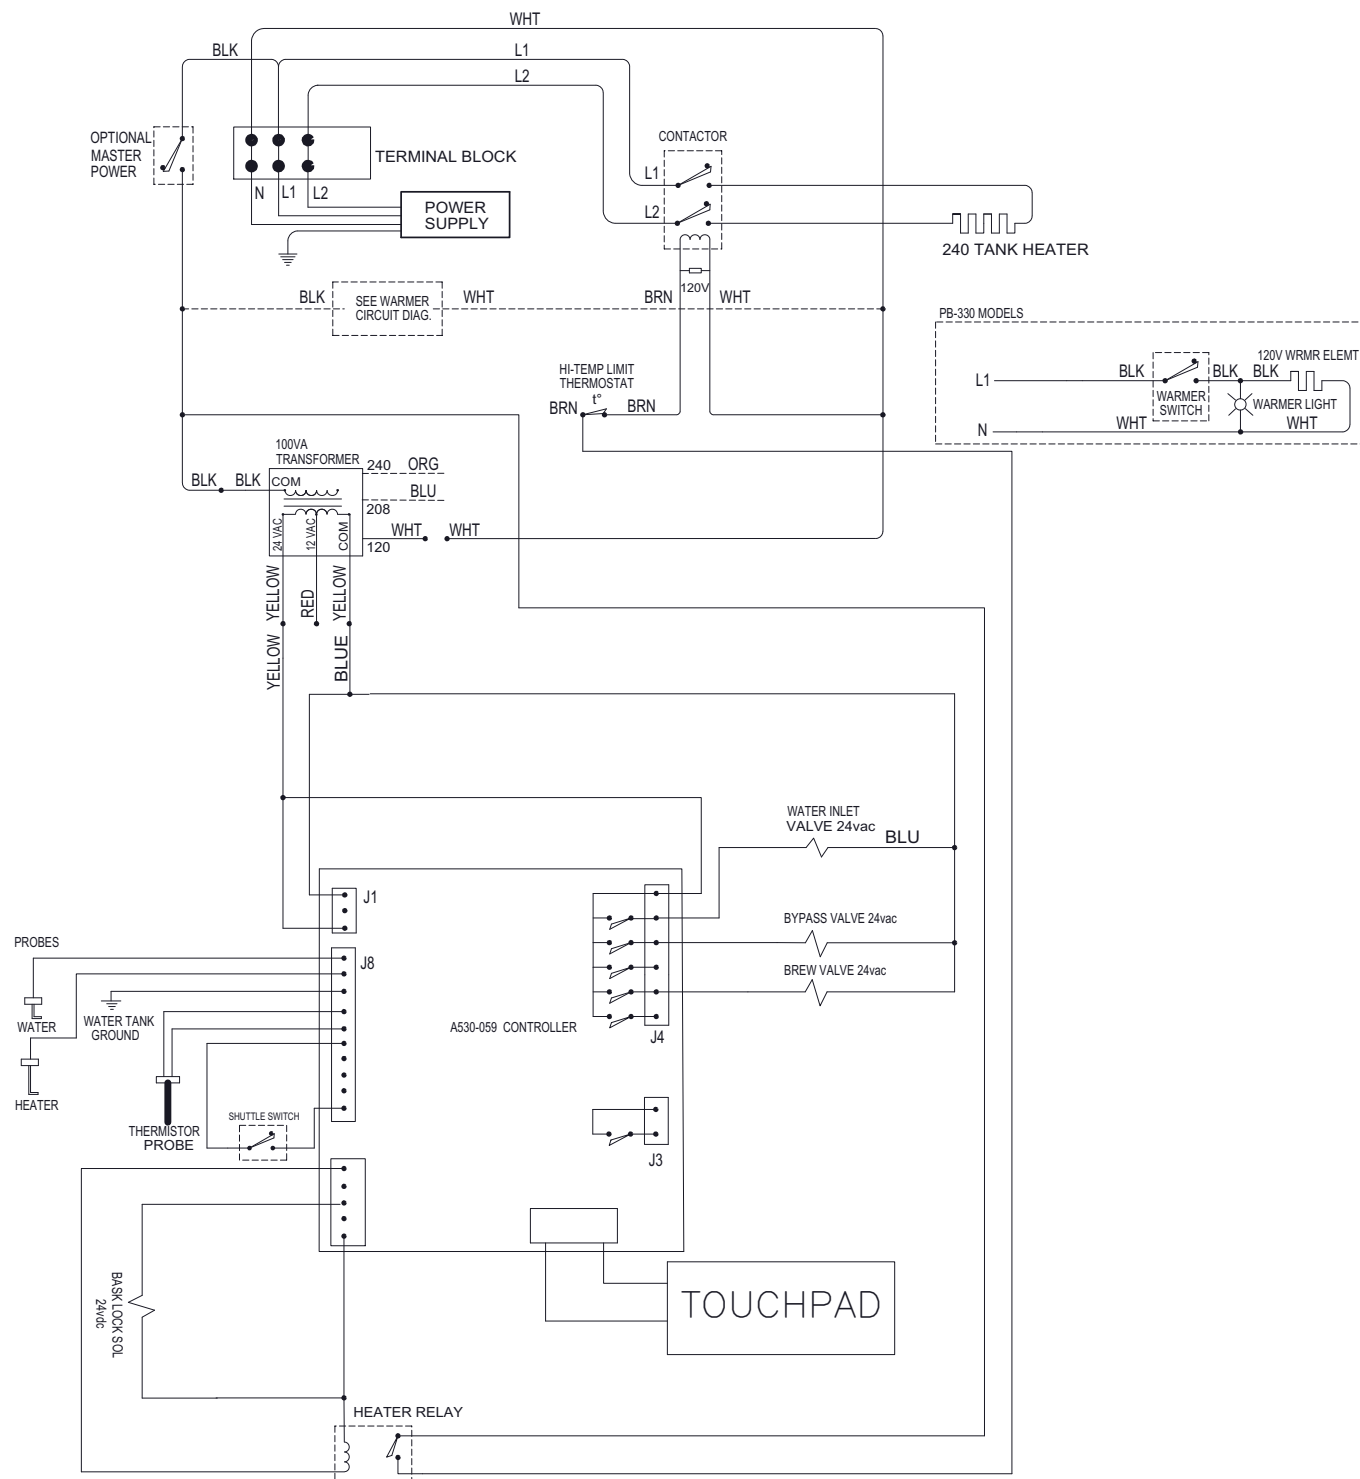 WHT
BLK
L1
L2
OPTIONAL
MASTER
POWER
TERMINAL BLOCK
N
L1
L2
POWER
SUPPLY
CONTACTOR
L1
L2
240 TANK HEATER
120V
BLK
SEE WARMER
CIRCUIT DIAG.
WHT
BRN
WHT
PB-330 MODELS
L1
BLK
WARMER
SWITCH
BLK
BLK
120V WRMR ELEMT
WARMER LIGHT
N
WHT
WHT
HI-TEMP LIMIT
THERMOSTAT
t°
BRN
BRN
100VA
TRANSFORMER
240
ORG
BLU
208
BLK
BLK
COM
24 VAC
12 VAC
COM
WHT
WHT
120
YELLOW
RED
YELLOW
YELLOW
BLUE
WATER INLET
VALVE 24vac
BLU
BYPASS VALVE 24vac
BREW VALVE 24vac
J1
J8
PROBES
WATER
WATER TANK
GROUND
HEATER
THERMISTOR
PROBE
SHUTTLE SWITCH
A530-059 CONTROLLER
J4
J3
BASK LOCK SOL
24vdc
TOUCHPAD
HEATER RELAY